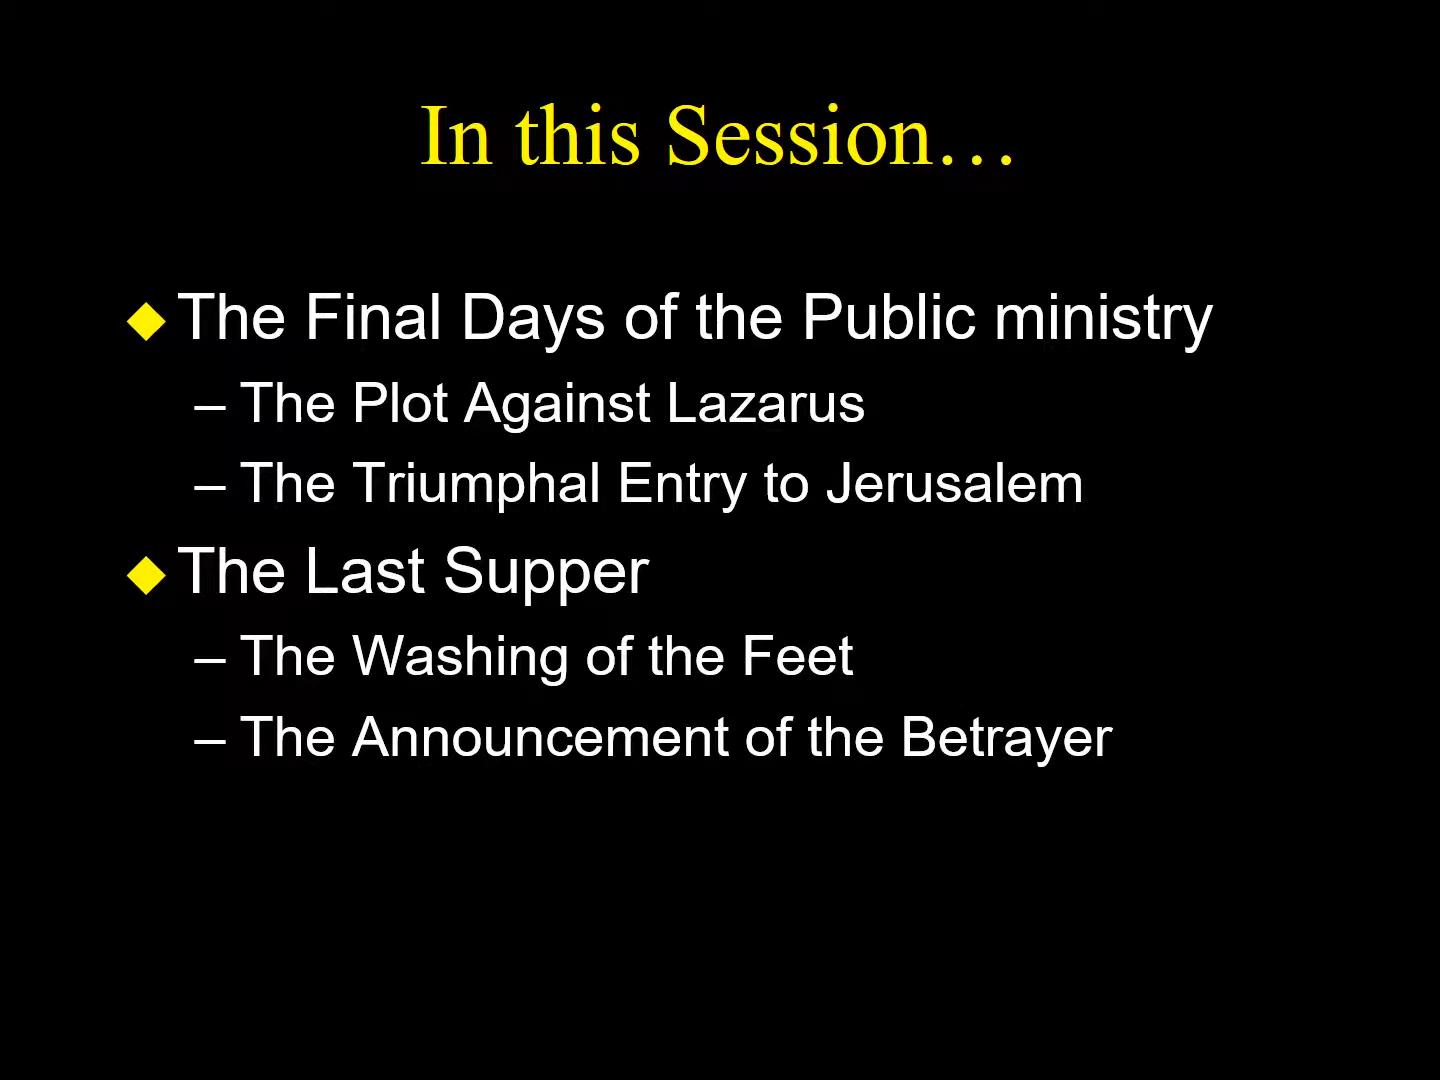 In this Session…
The Final Days of the Public ministry
– The Plot Against Lazarus
– The Triumphal Entry to Jerusalem
The Last Supper
– The Washing of the Feet
– The Announcement of the Betrayer